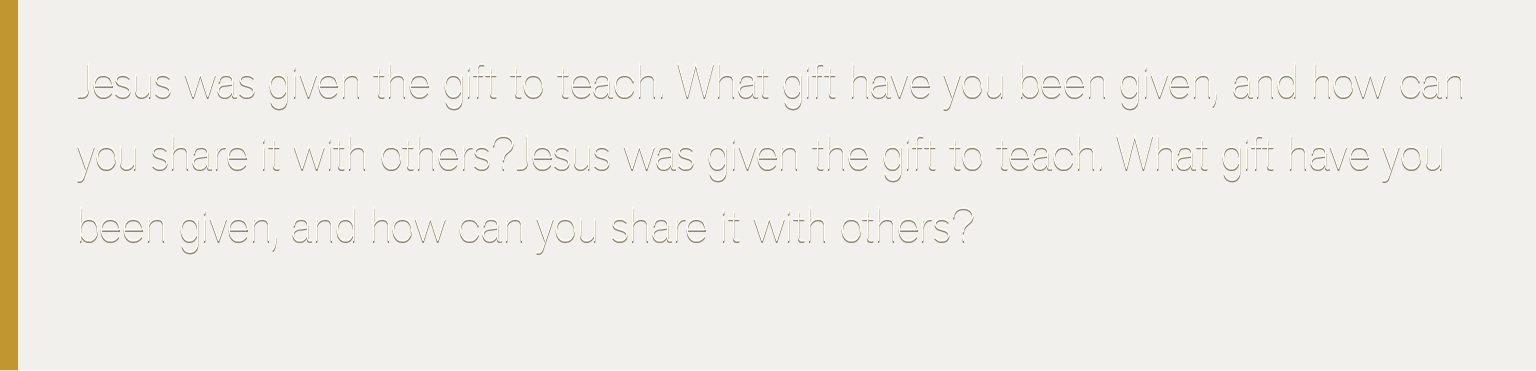 Jesus was given the gift to teach. What gift have you been given, and how can
you share it with others?Jesus was given the gift to teach. What gift have you
been given, and how can you share it with others?